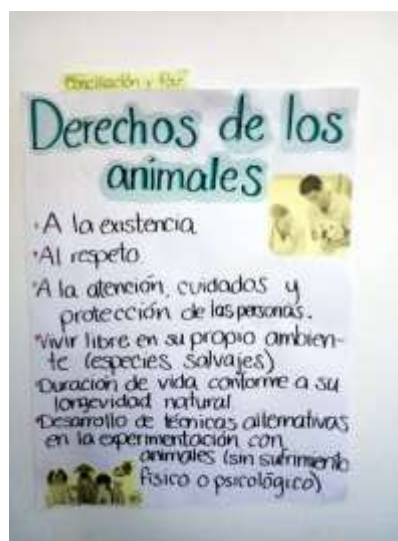 Conciliación y Paz
Derechos de los
animales
• A la existencia
• Al respeto
• A la atención, cuidados y
protección de las personas.
• Vivir libre en su propio ambien-
te (especies salvajes)
• Duración de vida conforme a su
longevidad natural
• Desarrollo de técnicas alternativas
en la experimentación con
animales (sin sufrimiento
físico o psicológico)